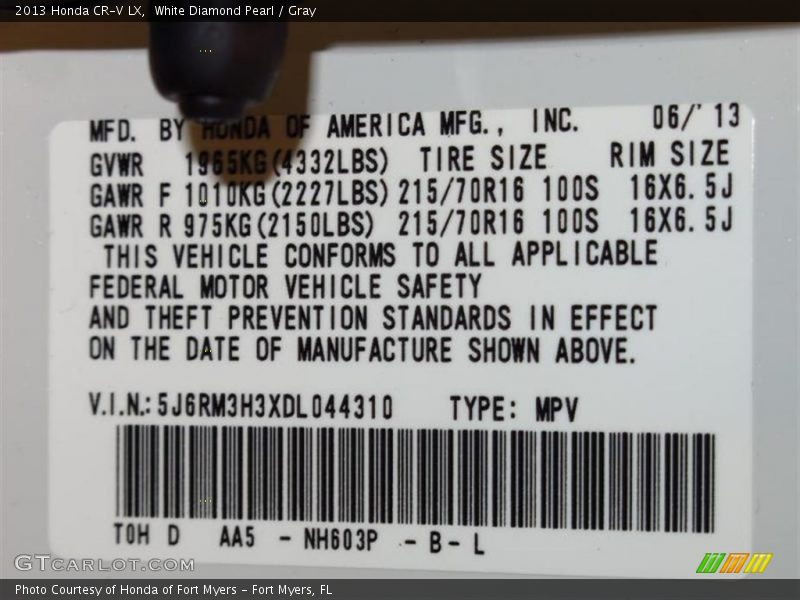 2013 Honda CR-V LX, White Diamond Pearl / Gray
MFD. BY HONDA OF AMERICA MFG., INC. 06/'13
GVWR 1965KG(4332LBS) TIRE SIZE RIM SIZE
GAWR F 1010KG(2227LBS) 215/70R16 100S 16X6.5J
GAWR R 975KG(2150LBS) 215/70R16 100S 16X6.5J
THIS VEHICLE CONFORMS TO ALL APPLICABLE
FEDERAL MOTOR VEHICLE SAFETY
AND THEFT PREVENTION STANDARDS IN EFFECT
ON THE DATE OF MANUFACTURE SHOWN ABOVE.
V.I.N.: 5J6RM3H3XDL044310 TYPE: MPV
T0H D AA5 - NH603P - B - L
GTCARLOT.COM
Photo Courtesy of Honda of Fort Myers - Fort Myers, FL